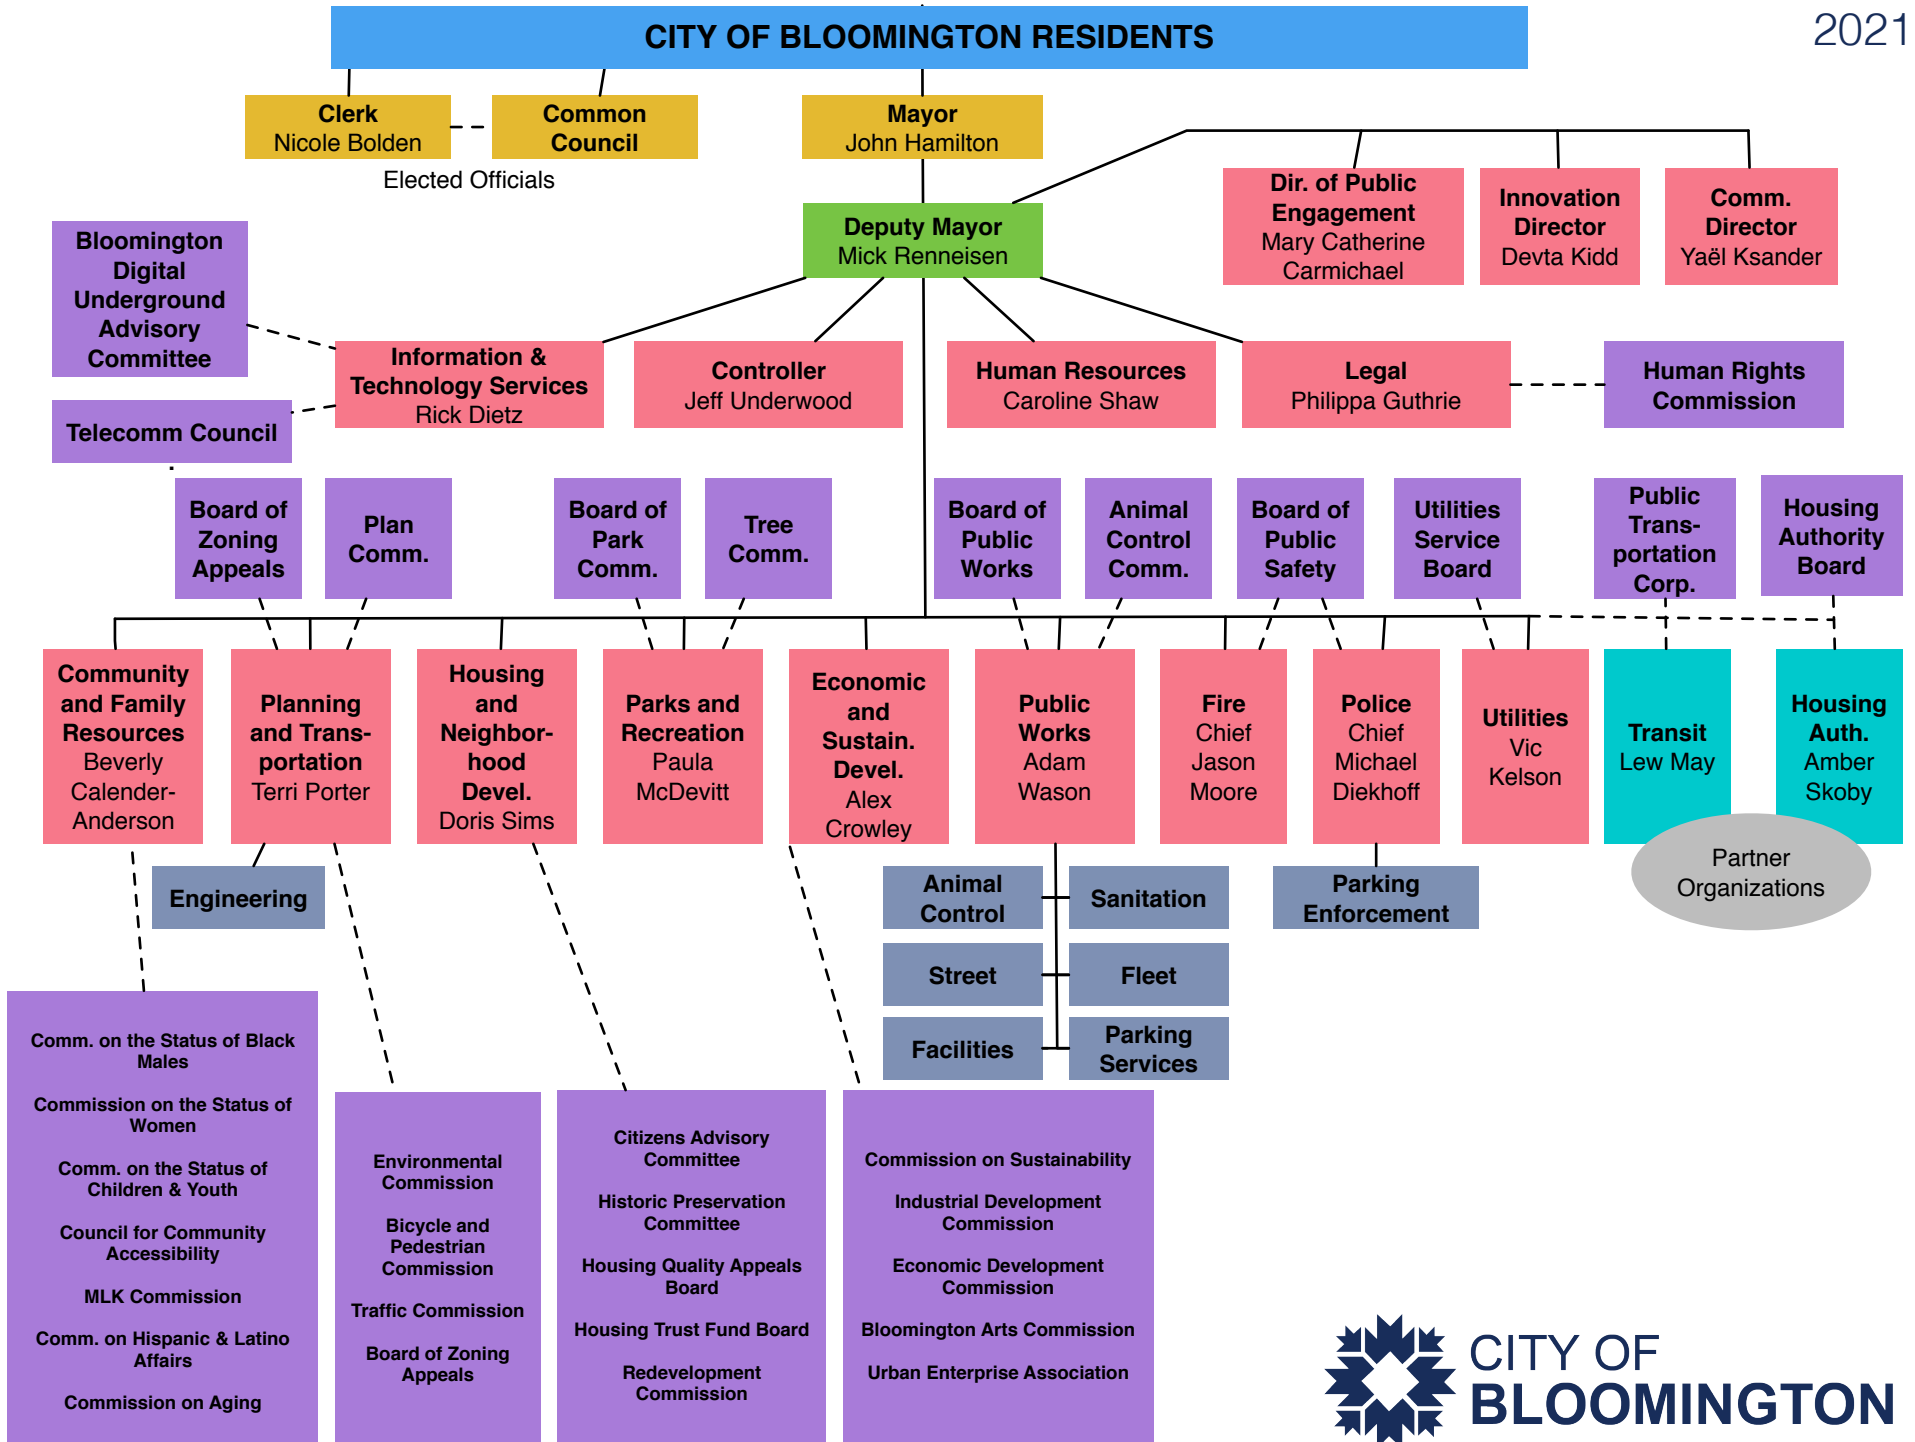 CITY OF BLOOMINGTON RESIDENTS
2021
Clerk
Nicole Bolden
Common
Council
Mayor
John Hamilton
Elected Officials
Dir. of Public
Engagement
Mary Catherine
Carmichael
Innovation
Director
Devta Kidd
Comm.
Director
Yaël Ksander
Deputy Mayor
Mick Renneisen
Bloomington
Digital
Underground
Advisory
Committee
Information &
Technology Services
Rick Dietz
Controller
Jeff Underwood
Human Resources
Caroline Shaw
Legal
Philippa Guthrie
Human Rights
Commission
Telecomm Council
Board of
Zoning
Appeals
Plan
Comm.
Board of
Park
Comm.
Tree
Comm.
Board of
Public
Works
Animal
Control
Comm.
Board of
Public
Safety
Utilities
Service
Board
Public
Trans-
portation
Corp.
Housing
Authority
Board
Community
and Family
Resources
Beverly
Calender-
Anderson
Planning
and Trans-
portation
Terri Porter
Housing
and
Neighbor-
hood
Devel.
Doris Sims
Parks and
Recreation
Paula
McDevitt
Economic
and
Sustain.
Devel.
Alex
Crowley
Public
Works
Adam
Wason
Fire
Chief
Jason
Moore
Police
Chief
Michael
Diekhoff
Utilities
Vic
Kelson
Transit
Lew May
Housing
Auth.
Amber
Skoby
Partner
Organizations
Engineering
Animal
Control
Sanitation
Street
Fleet
Facilities
Parking
Services
Parking
Enforcement
Comm. on the Status of Black
Males
Commission on the Status of
Women
Comm. on the Status of
Children & Youth
Council for Community
Accessibility
MLK Commission
Comm. on Hispanic & Latino
Affairs
Commission on Aging
Environmental
Commission
Bicycle and
Pedestrian
Commission
Traffic Commission
Board of Zoning
Appeals
Citizens Advisory
Committee
Historic Preservation
Committee
Housing Quality Appeals
Board
Housing Trust Fund Board
Redevelopment
Commission
Commission on Sustainability
Industrial Development
Commission
Economic Development
Commission
Bloomington Arts Commission
Urban Enterprise Association
CITY OF
BLOOMINGTON